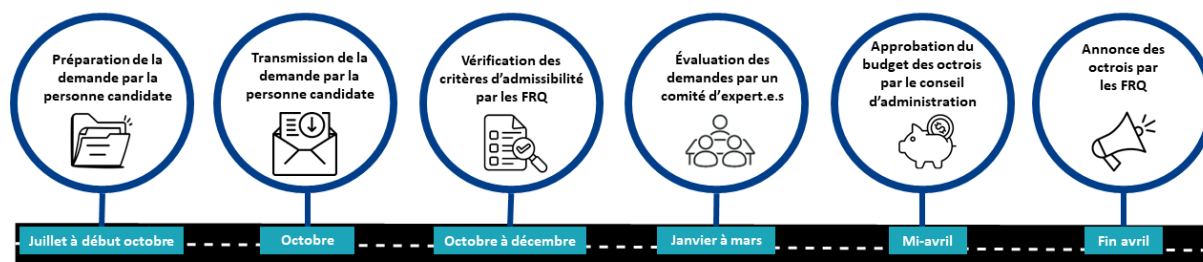 Préparation de la
demande par la
personne candidate
Transmission de la
demande par la
personne candidate
Vérification des
critères d'admissibilité
par les FRQ
Évaluation des
demandes par un
comité d'expert.e.s
Approbation du
budget des octrois
par le conseil
d'administration
Annonce des
octrois par
les FRQ
Juillet à début octobre
Octobre
Octobre à décembre
Janvier à mars
Mi-avril
Fin avril